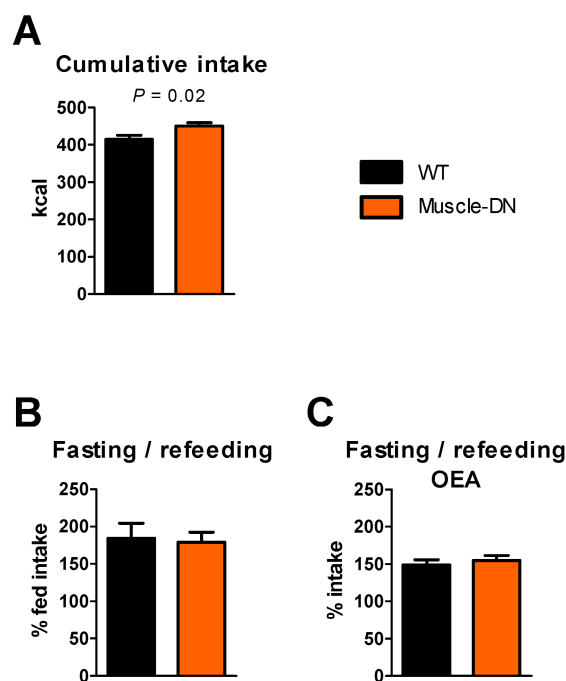 A
Cumulative intake
P = 0.02
500
400
300
200
100
0
kcal
WT
Muscle-DN
B
Fasting / refeeding
250
200
150
100
50
0
% fed intake
C
Fasting / refeeding
OEA
250
200
150
100
50
0
% intake